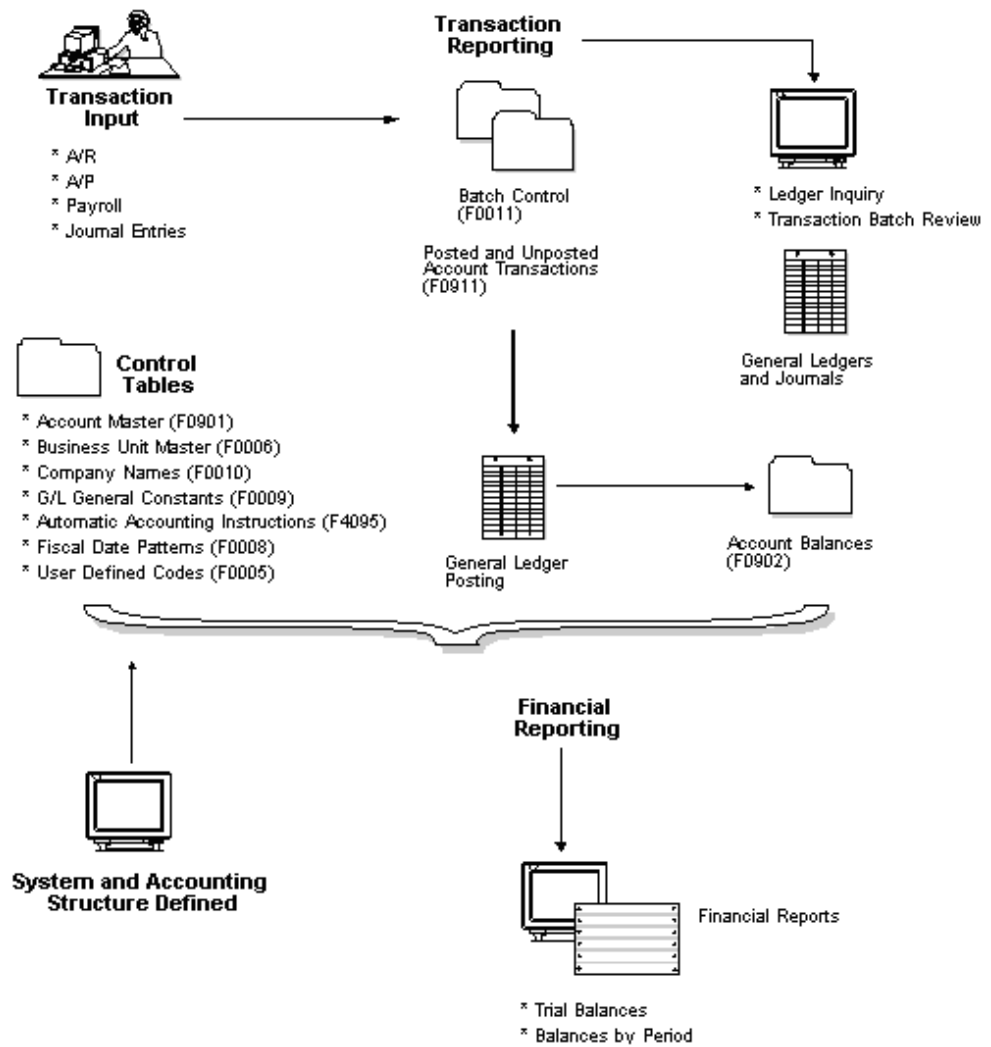 Transaction
Input
* A/R
* A/P
* Payroll
* Journal Entries
Transaction
Reporting
Batch Control
(F0011)
Posted and Unposted
Account Transactions
(F0911)
* Ledger Inquiry
* Transaction Batch Review
General Ledgers
and Journals
Control
Tables
* Account Master (F0901)
* Business Unit Master (F0006)
* Company Names (F0010)
* G/L General Constants (F0009)
* Automatic Accounting Instructions (F4095)
* Fiscal Date Patterns (F0008)
* User Defined Codes (F0005)
General Ledger
Posting
Account Balances
(F0902)
System and Accounting
Structure Defined
Financial
Reporting
Financial Reports
* Trial Balances
* Balances by Period